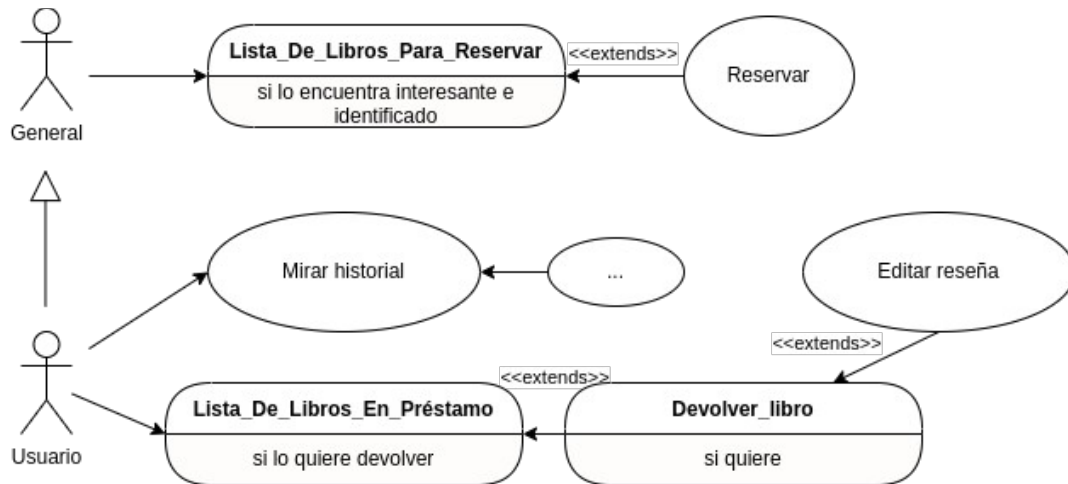 Lista_De_Libros_Para_Reservar
<<extends>>
Reservar
si lo encuentra interesante e
identificado
General
Mirar historial
...
Editar reseña
<<extends>>
<<extends>>
Lista_De_Libros_En_Préstamo
Devolver_libro
si lo quiere devolver
si quiere
Usuario